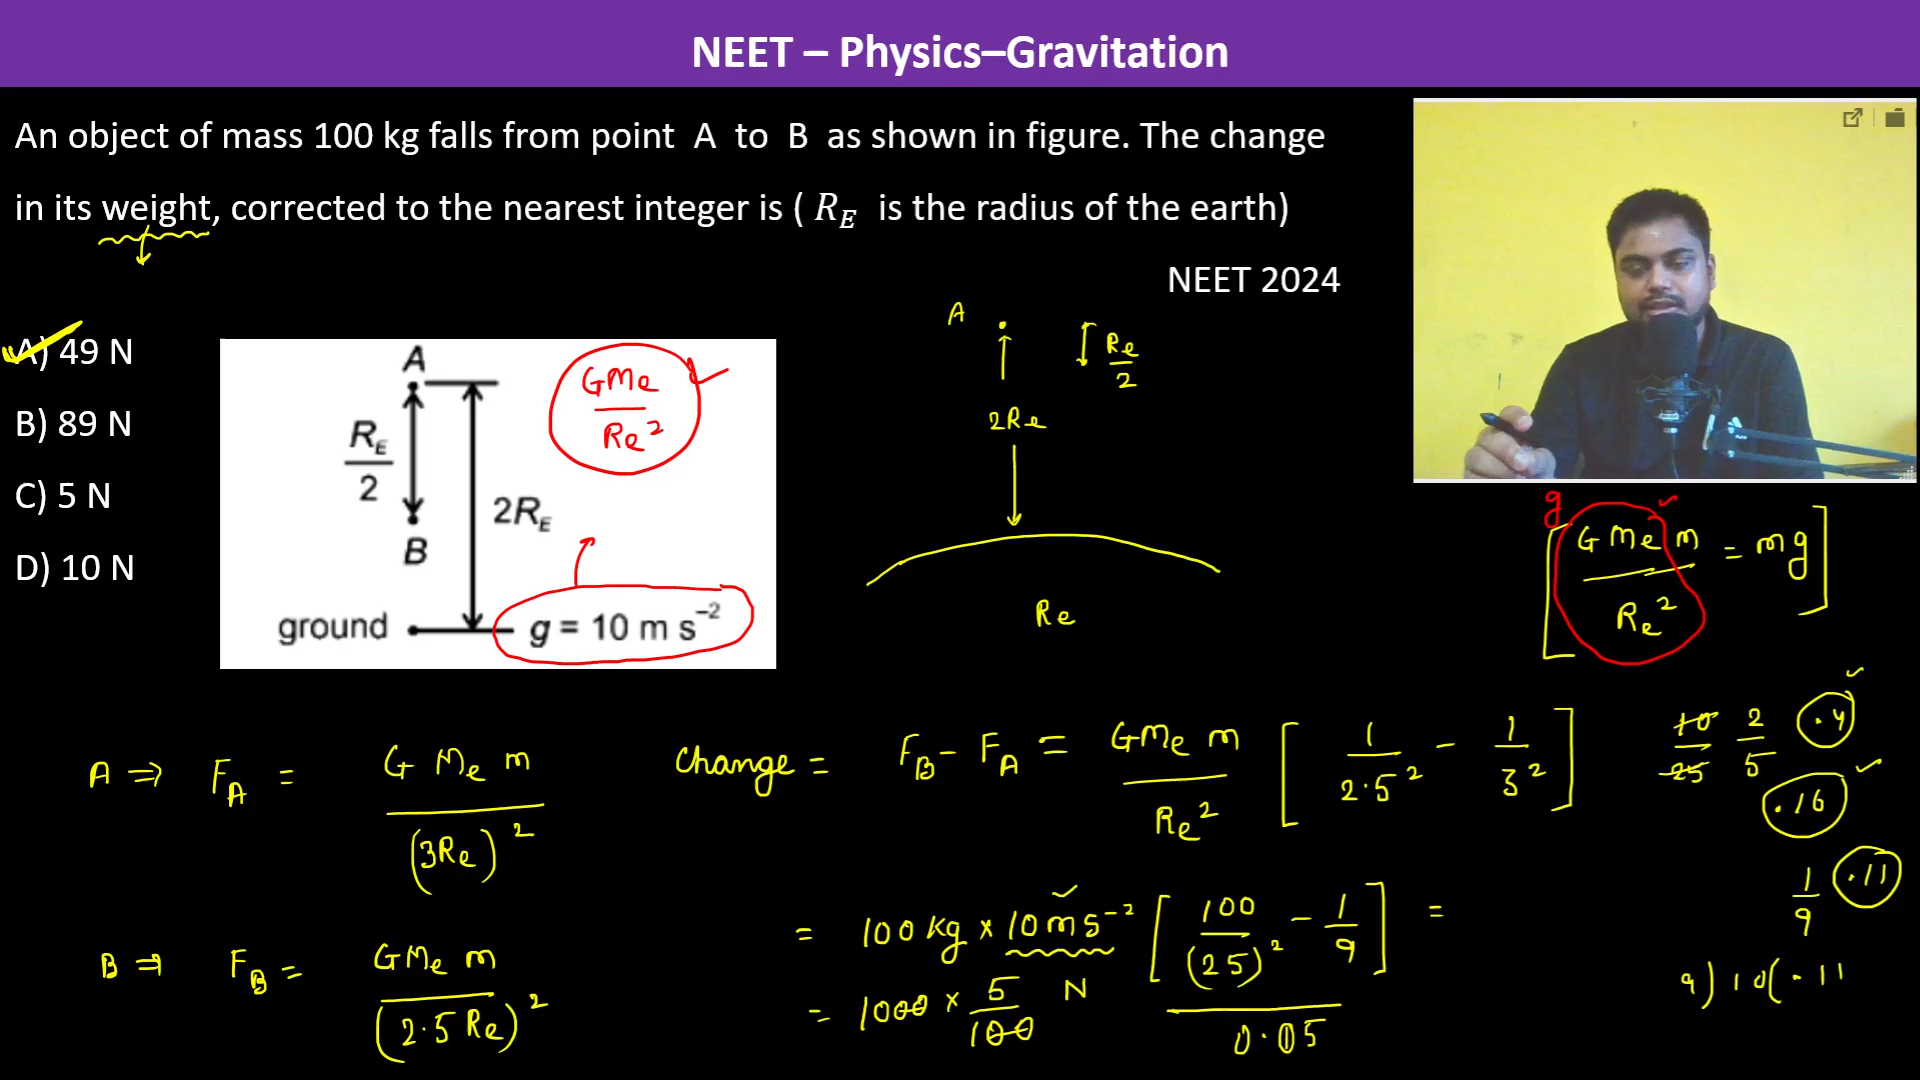 NEET – Physics–Gravitation
An object of mass 100 kg falls from point A to B as shown in figure. The change
in its weight, corrected to the nearest integer is ( R_E is the radius of the earth)
NEET 2024
A) 49 N
B) 89 N
C) 5 N
D) 10 N
A
R_E/2
B
2R_E
ground
g = 10 m s⁻²
GMe/Re²
A
Re/2
2Re
Re
g
[GMe m/Re² = mg]
A ⇒ F_A = G Me m/(3Re)²
B ⇒ F_B = GMe m/(2.5 Re)²
Change = F_B - F_A = GMe m/Re² [1/2.5² - 1/3²]
= 100 kg × 10 m s⁻² [100/(25)² - 1/9] =
0.05
= 1000 × 5/100 N
10/25 2/5 .4
.16
1/9 .11
9) 10( .11